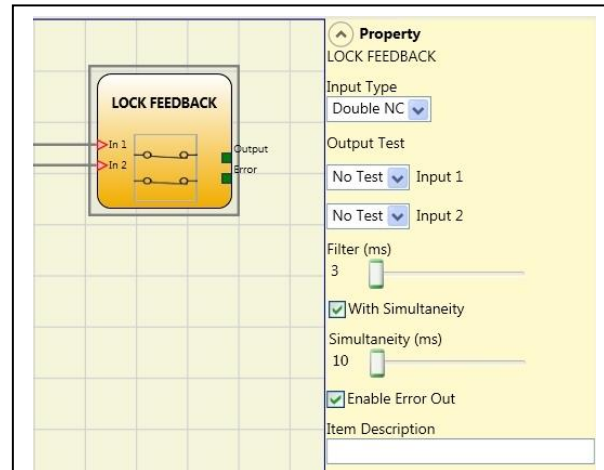 LOCK FEEDBACK
In 1
In 2
Output
Error
Property
LOCK FEEDBACK
Input Type
Double NC
Output Test
No Test Input 1
No Test Input 2
Filter (ms)
3
With Simultaneity
Simultaneity (ms)
10
Enable Error Out
Item Description